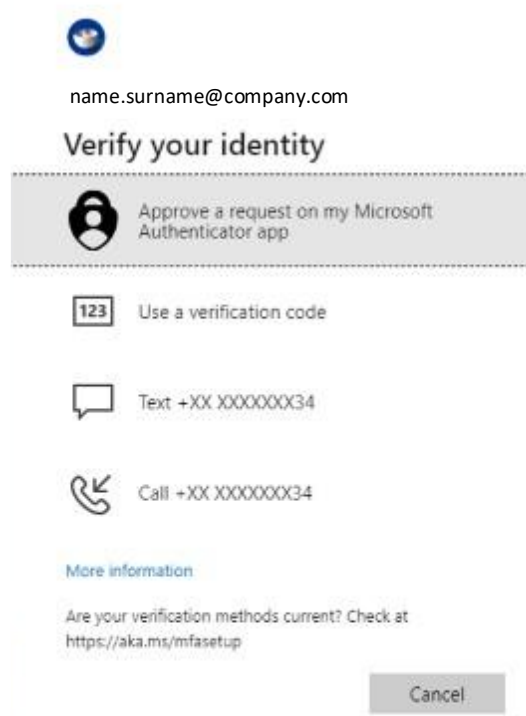 name.surname@company.com
Verify your identity
Approve a request on my Microsoft
Authenticator app
123
Use a verification code
Text +XX XXXXXXX34
Call +XX XXXXXXX34
More information
Are your verification methods current? Check at
https://aka.ms/mfasetup
Cancel